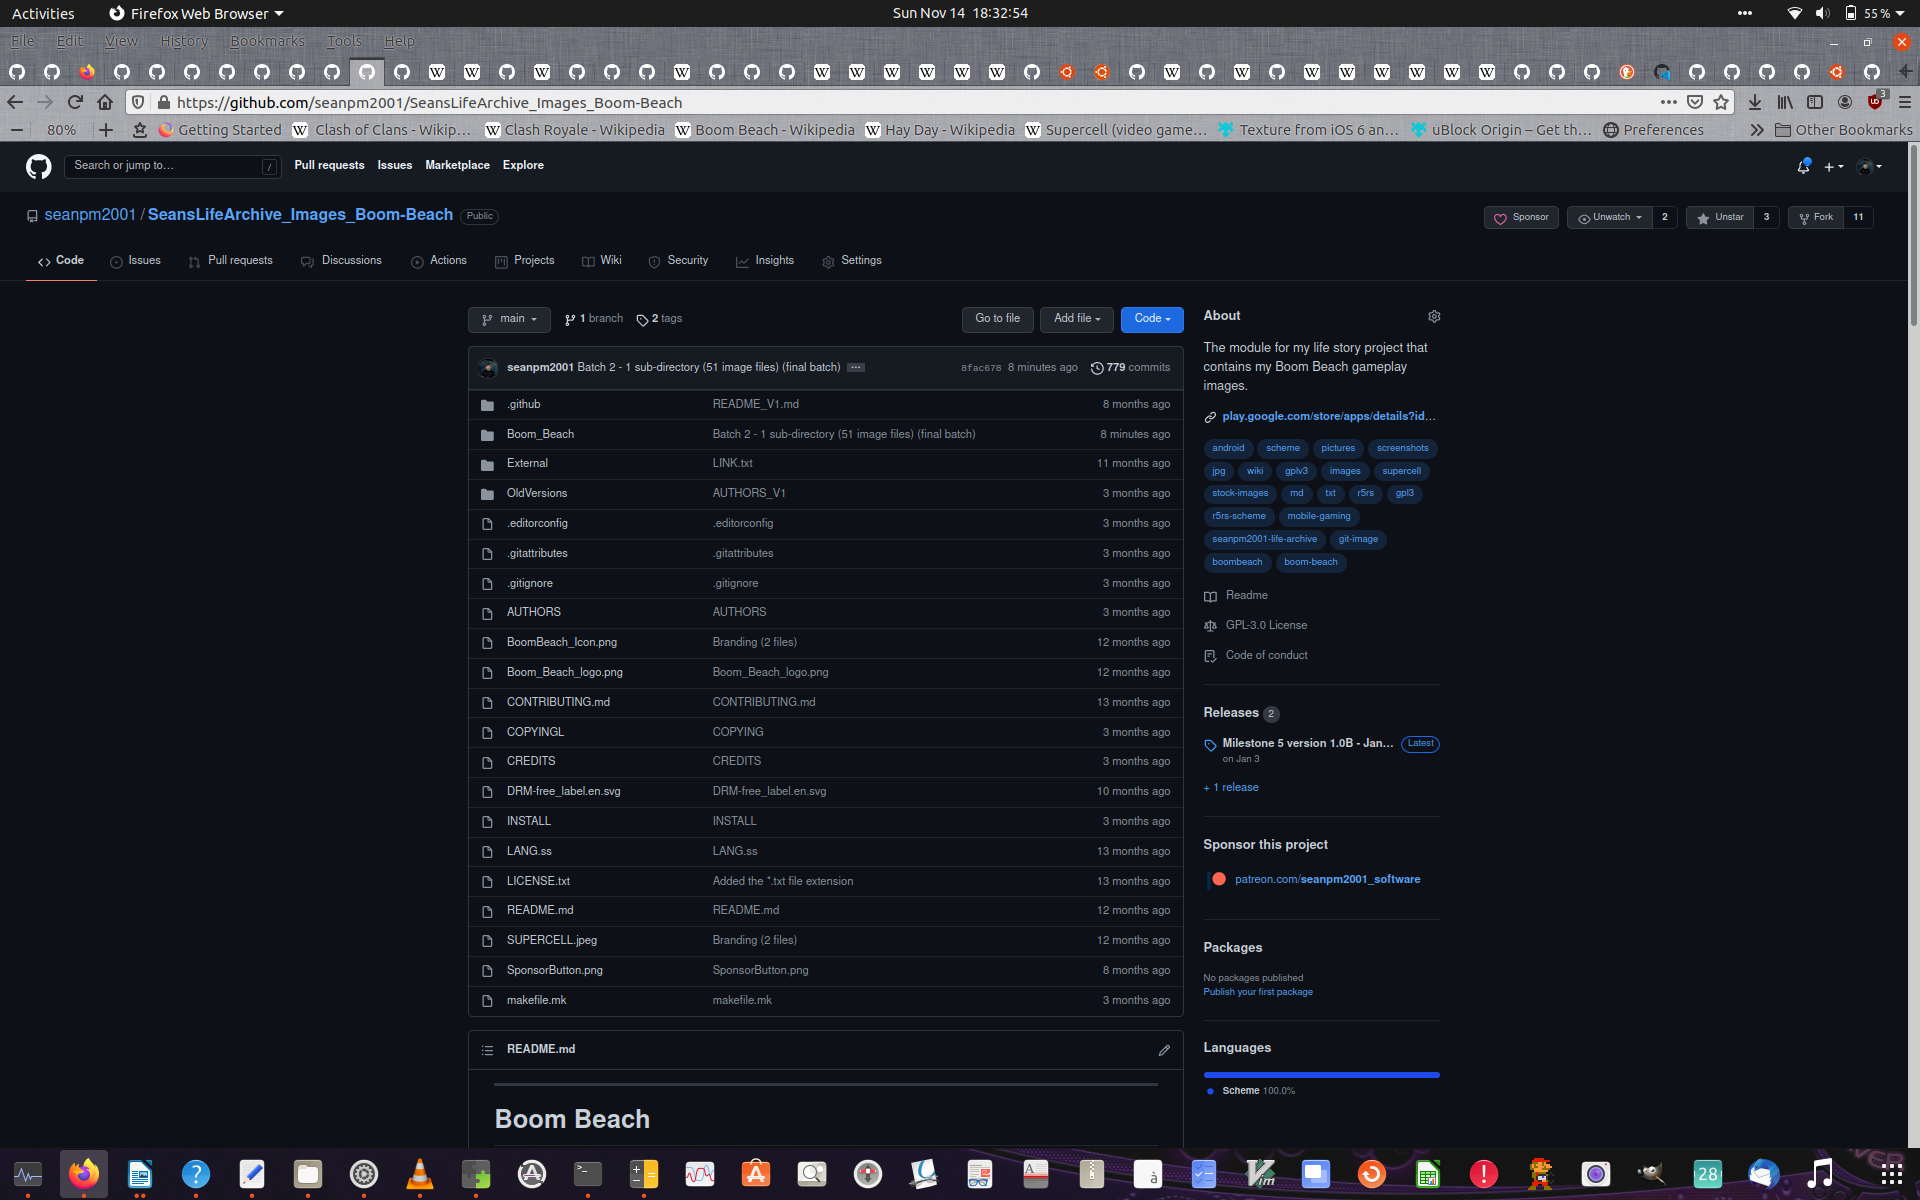 Activities Firefox Web Browser Sun Nov 14 18:32:54 55 %
File Edit View History Bookmarks Tools Help
https://github.com/seanpm2001/SeansLifeArchive_Images_Boom-Beach 3
80% Getting Started Clash of Clans - Wikip… Clash Royale - Wikipedia Boom Beach - Wikipedia Hay Day - Wikipedia Supercell (video game… Texture from iOS 6 an… uBlock Origin – Get th… Preferences Other Bookmarks
Search or jump to… / Pull requests Issues Marketplace Explore
seanpm2001 / SeansLifeArchive_Images_Boom-Beach Public Sponsor Unwatch 2 Unstar 3 Fork 11
Code Issues Pull requests Discussions Actions Projects Wiki Security Insights Settings
main 1 branch 2 tags Go to file Add file Code
seanpm2001 Batch 2 - 1 sub-directory (51 image files) (final batch) 8fac678 8 minutes ago 779 commits
.github README_V1.md 8 months ago
Boom_Beach Batch 2 - 1 sub-directory (51 image files) (final batch) 8 minutes ago
External LINK.txt 11 months ago
OldVersions AUTHORS_V1 3 months ago
.editorconfig .editorconfig 3 months ago
.gitattributes .gitattributes 3 months ago
.gitignore .gitignore 3 months ago
AUTHORS AUTHORS 3 months ago
BoomBeach_Icon.png Branding (2 files) 12 months ago
Boom_Beach_logo.png Boom_Beach_logo.png 12 months ago
CONTRIBUTING.md CONTRIBUTING.md 13 months ago
COPYINGL COPYING 3 months ago
CREDITS CREDITS 3 months ago
DRM-free_label.en.svg DRM-free_label.en.svg 10 months ago
INSTALL INSTALL 3 months ago
LANG.ss LANG.ss 13 months ago
LICENSE.txt Added the *.txt file extension 13 months ago
README.md README.md 12 months ago
SUPERCELL.jpeg Branding (2 files) 12 months ago
SponsorButton.png SponsorButton.png 8 months ago
makefile.mk makefile.mk 3 months ago
README.md
Boom Beach
About
The module for my life story project that
contains my Boom Beach gameplay
images.
play.google.com/store/apps/details?id…
android scheme pictures screenshots
jpg wiki gplv3 images supercell
stock-images md txt r5rs gpl3
r5rs-scheme mobile-gaming
seanpm2001-life-archive git-image
boombeach boom-beach
Readme
GPL-3.0 License
Code of conduct
Releases 2
Milestone 5 version 1.0B - Jan… Latest
on Jan 3
+ 1 release
Sponsor this project
patreon.com/seanpm2001_software
Packages
No packages published
Publish your first package
Languages
Scheme 100.0%
28